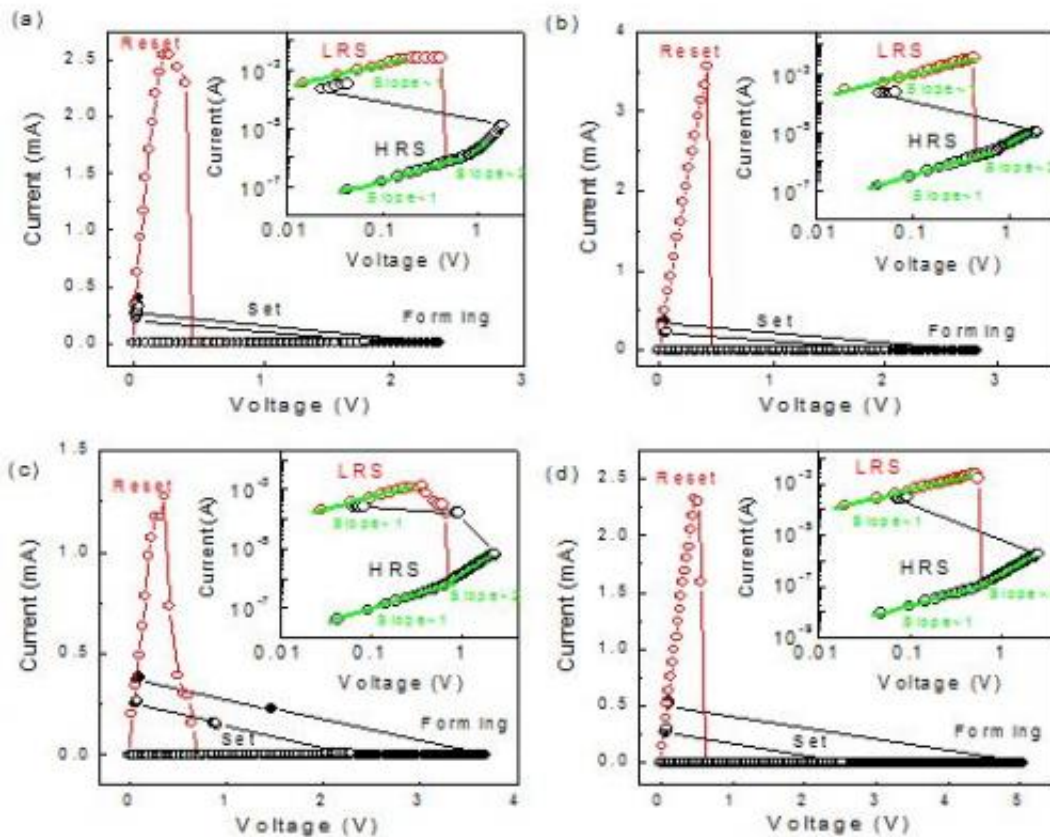 (a)
Reset
2.5
2.0
1.5
1.0
0.5
0.0
Current (mA)
0
1
2
3
Voltage (V)
Set
Forming
LRS
Slope~1
HRS
Slope~1
Current(A)
10⁻³
10⁻⁵
10⁻⁷
0.01
0.1
1
Voltage (V)
(b)
Reset
4
3
2
1
0
Current (mA)
0
1
2
3
Voltage (V)
Set
Forming
LRS
Slope~1
HRS
Slope~1
Current(A)
10⁻³
10⁻⁵
10⁻⁷
0.01
0.1
1
Voltage (V)
(c)
Reset
1.5
1.0
0.5
0.0
Current (mA)
0
1
2
3
4
Voltage (V)
Set
Forming
LRS
Slope~1
HRS
Slope~2
Slope~1
Current(A)
10⁻³
10⁻⁵
10⁻⁷
0.01
0.1
1
Voltage (V)
(d)
Reset
2.5
2.0
1.5
1.0
0.5
0.0
Current (mA)
0
1
2
3
4
5
Voltage (V)
Set
Forming
LRS
Slope~1
HRS
Slope~1
Current(A)
10⁻¹
10⁻³
10⁻⁵
10⁻⁷
10⁻⁹
0.01
0.1
1
Voltage (V)